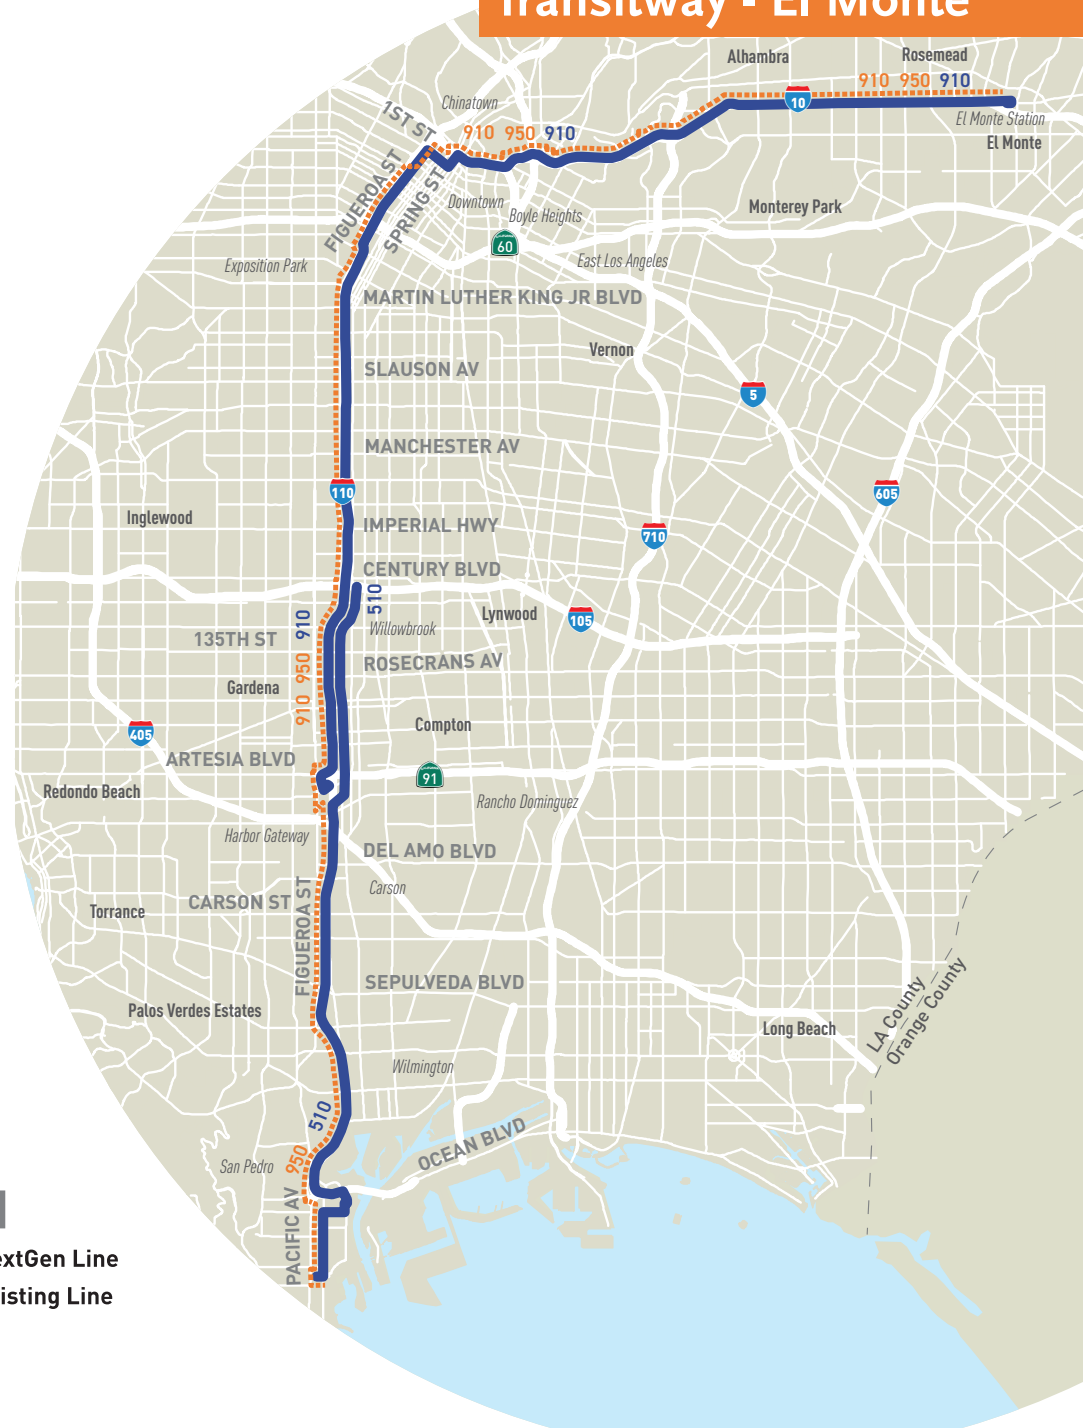 Transitway - El Monte
Alhambra
Rosemead
910 950 910
10
El Monte Station
El Monte
Chinatown
1ST ST
910 950 910
FIGUEROA ST
SPRING ST
Downtown
Boyle Heights
Monterey Park
60
East Los Angeles
Exposition Park
MARTIN LUTHER KING JR BLVD
Vernon
SLAUSON AV
5
MANCHESTER AV
110
605
Inglewood
IMPERIAL HWY
710
CENTURY BLVD
510
Lynwood
105
910 950 910
Willowbrook
135TH ST
ROSECRANS AV
Gardena
Compton
405
ARTESIA BLVD
91
Redondo Beach
Rancho Dominguez
Harbor Gateway
DEL AMO BLVD
Carson
CARSON ST
Torrance
FIGUEROA ST
SEPULVEDA BLVD
Palos Verdes Estates
LA County
Orange County
Long Beach
Wilmington
510
OCEAN BLVD
950
San Pedro
PACIFIC AV
extGen Line
isting Line